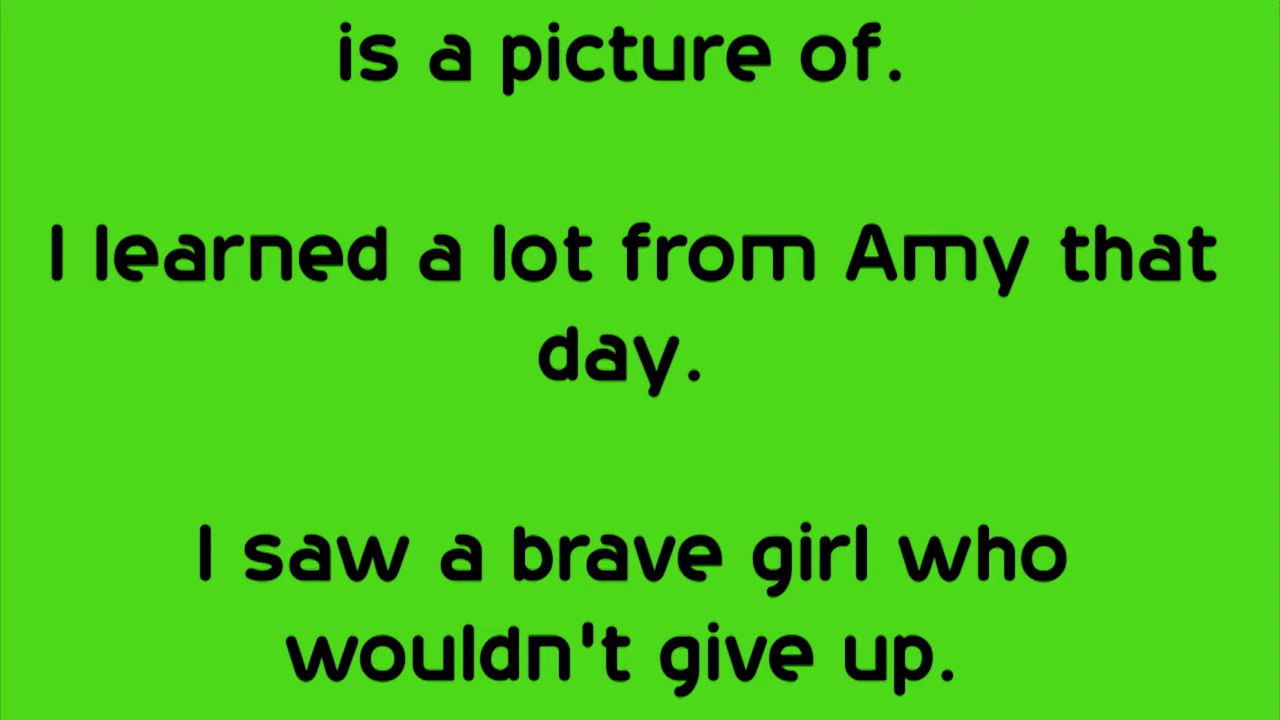 is a picture of.
I learned a lot from Amy that
day.
I saw a brave girl who
wouldn't give up.